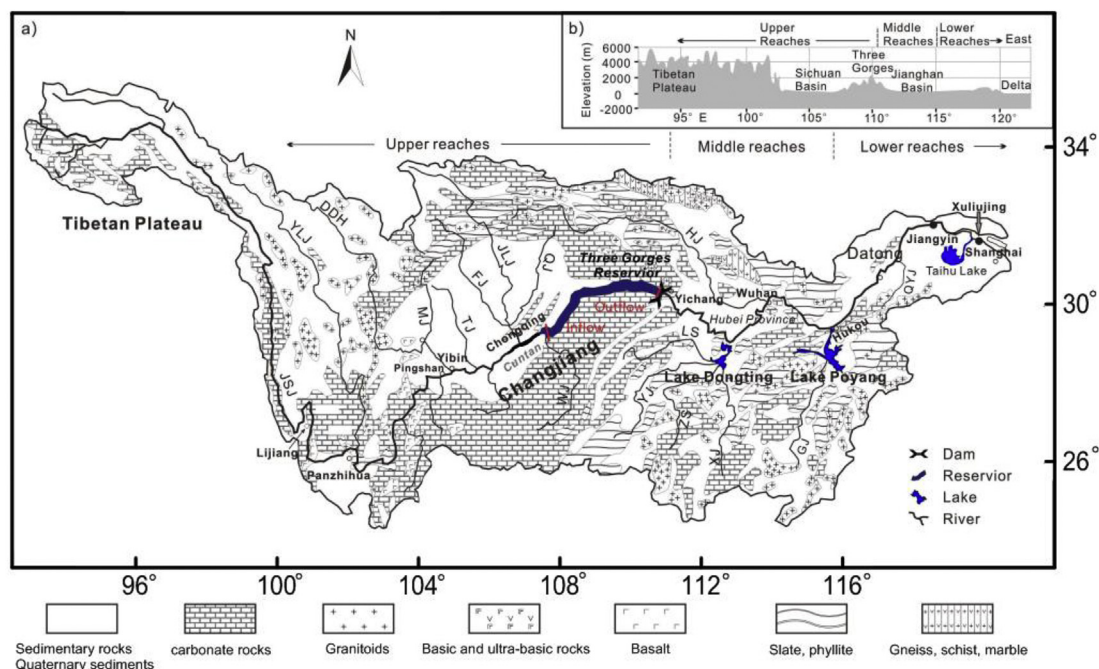 a)
N
b)
Upper
Reaches
Middle
Reaches
Lower
Reaches
East
Elevation (m)
6000
4000
2000
0
-2000
Tibetan
Plateau
Sichuan
Basin
Three
Gorges
Jianghan
Basin
Delta
95° E
100°
105°
110°
115°
120°
Upper reaches
Middle reaches
Lower reaches
34°
30°
26°
Tibetan Plateau
YLJ
DDH
JSJ
MJ
TJ
FJ
JLJ
QJ
HJ
Three Gorges
Reservior
Outflow
Inflow
Yichang
Wuhan
Hubei Province
Chongqing
Cuntan
Changjiang
Yibin
Pingshan
Lijiang
Panzhihua
WJ
LS
YJ
ZS
XJ
GJ
Lake Dongting
Lake Poyang
Hukou
Datong
QYJ
Xuliujing
Jiangyin
Shanghai
Taihu Lake
Dam
Reservior
Lake
River
96°
100°
104°
108°
112°
116°
Sedimentary rocks
Quaternary sediments
carbonate rocks
Granitoids
Basic and ultra-basic rocks
Basalt
Slate, phyllite
Gneiss, schist, marble